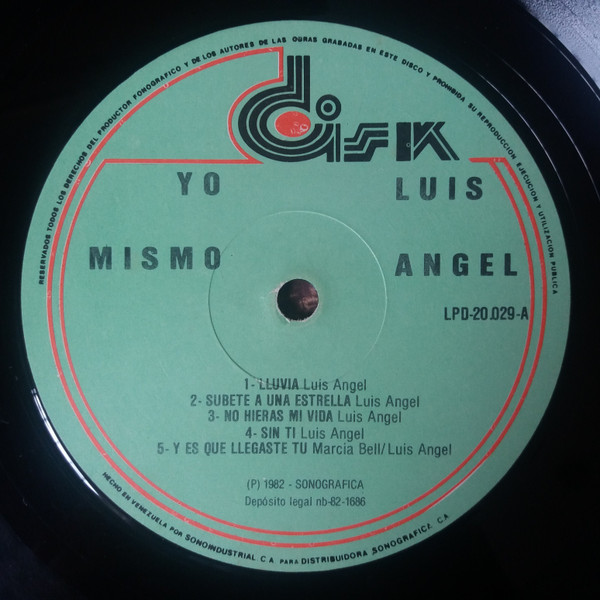 RESERVADOS TODOS LOS DERECHOS DEL PRODUCTOR FONOGRAFICO Y DE LOS AUTORES DE LAS OBRAS GRABADAS EN ESTE DISCO Y PROHIBIDA SU REPRODUCCION EJECUCION Y UTILIZACION PUBLICA
disk
YO LUIS
MISMO ANGEL
LPD-20.029-A
1- LLUVIA Luis Angel
2- SUBETE A UNA ESTRELLA Luis Angel
3- NO HIERAS MI VIDA Luis Angel
4- SIN TI Luis Angel
5- Y ES QUE LLEGASTE TU Marcia Bell/Luis Angel
(P) 1982 - SONOGRAFICA
Depósito legal nb-82-1686
HECHO EN VENEZUELA POR SONOINDUSTRIAL C.A PARA DISTRIBUIDORA SONOGRAFICA, C.A